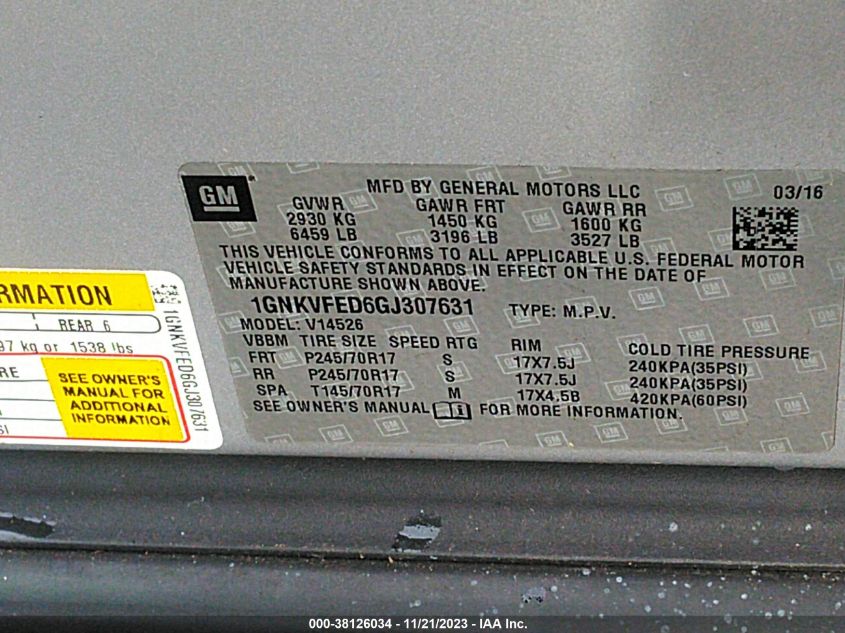 GM
MFD BY GENERAL MOTORS LLC 03/16
GVWR GAWR FRT GAWR RR
2930 KG 1450 KG 1600 KG
6459 LB 3196 LB 3527 LB
THIS VEHICLE CONFORMS TO ALL APPLICABLE U.S. FEDERAL MOTOR
VEHICLE SAFETY STANDARDS IN EFFECT ON THE DATE OF
MANUFACTURE SHOWN ABOVE.
1GNKVFED6GJ307631 TYPE: M.P.V.
MODEL: V14526
VBBM TIRE SIZE SPEED RTG RIM COLD TIRE PRESSURE
FRT P245/70R17 S 17X7.5J 240KPA(35PSI)
RR P245/70R17 S 17X7.5J 240KPA(35PSI)
SPA T145/70R17 M 17X4.5B 420KPA(60PSI)
SEE OWNER'S MANUAL FOR MORE INFORMATION.
RMATION
REAR 6
97 kg or 1538 lbs
RE
SEE OWNER'S
MANUAL FOR
ADDITIONAL
INFORMATION
1GNKVFED6GJ307631
000-38126034 - 11/21/2023 - IAA Inc.